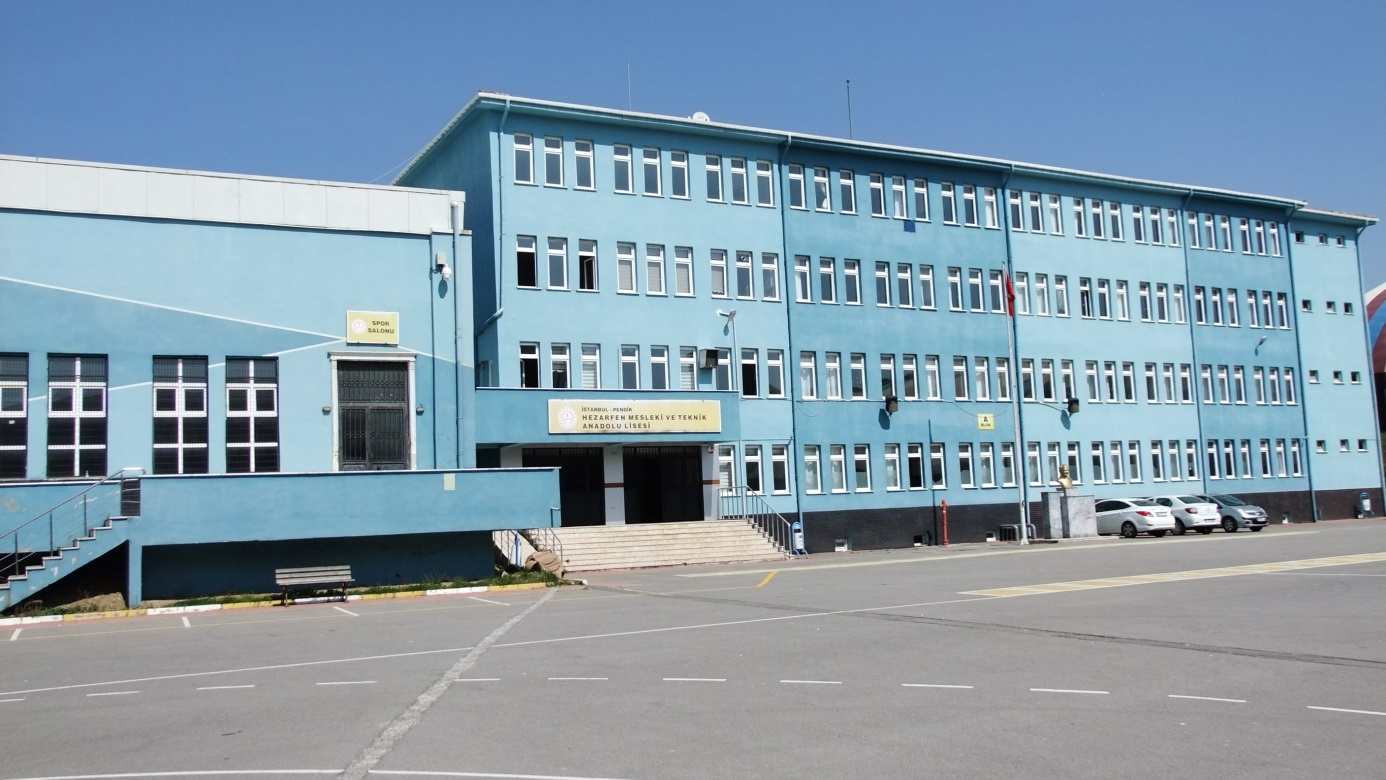 SPOR
SALONU
İSTANBUL - PENDİK
HEZARFEN MESLEKİ VE TEKNİK
ANADOLU LİSESİ
A
BLOK